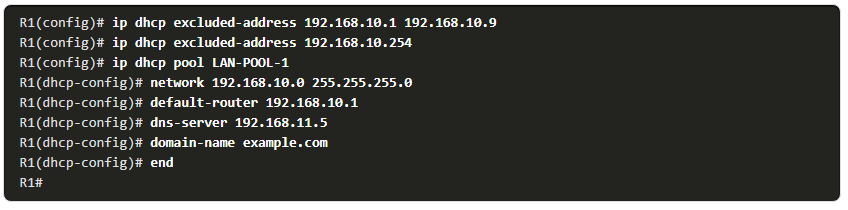 R1(config)# ip dhcp excluded-address 192.168.10.1 192.168.10.9
R1(config)# ip dhcp excluded-address 192.168.10.254
R1(config)# ip dhcp pool LAN-POOL-1
R1(dhcp-config)# network 192.168.10.0 255.255.255.0
R1(dhcp-config)# default-router 192.168.10.1
R1(dhcp-config)# dns-server 192.168.11.5
R1(dhcp-config)# domain-name example.com
R1(dhcp-config)# end
R1#